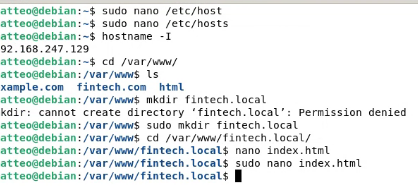 atteo@debian:~$ sudo nano /etc/host
atteo@debian:~$ sudo nano /etc/hosts
atteo@debian:~$ hostname -I
92.168.247.129
atteo@debian:~$ cd /var/www/
atteo@debian:/var/www$ ls
xample.com  fintech.com  html
atteo@debian:/var/www$ mkdir fintech.local
kdir: cannot create directory ‘fintech.local’: Permission denied
atteo@debian:/var/www$ sudo mkdir fintech.local
atteo@debian:/var/www$ cd /var/www/fintech.local/
atteo@debian:/var/www/fintech.local$ nano index.html
atteo@debian:/var/www/fintech.local$ sudo nano index.html
atteo@debian:/var/www/fintech.local$